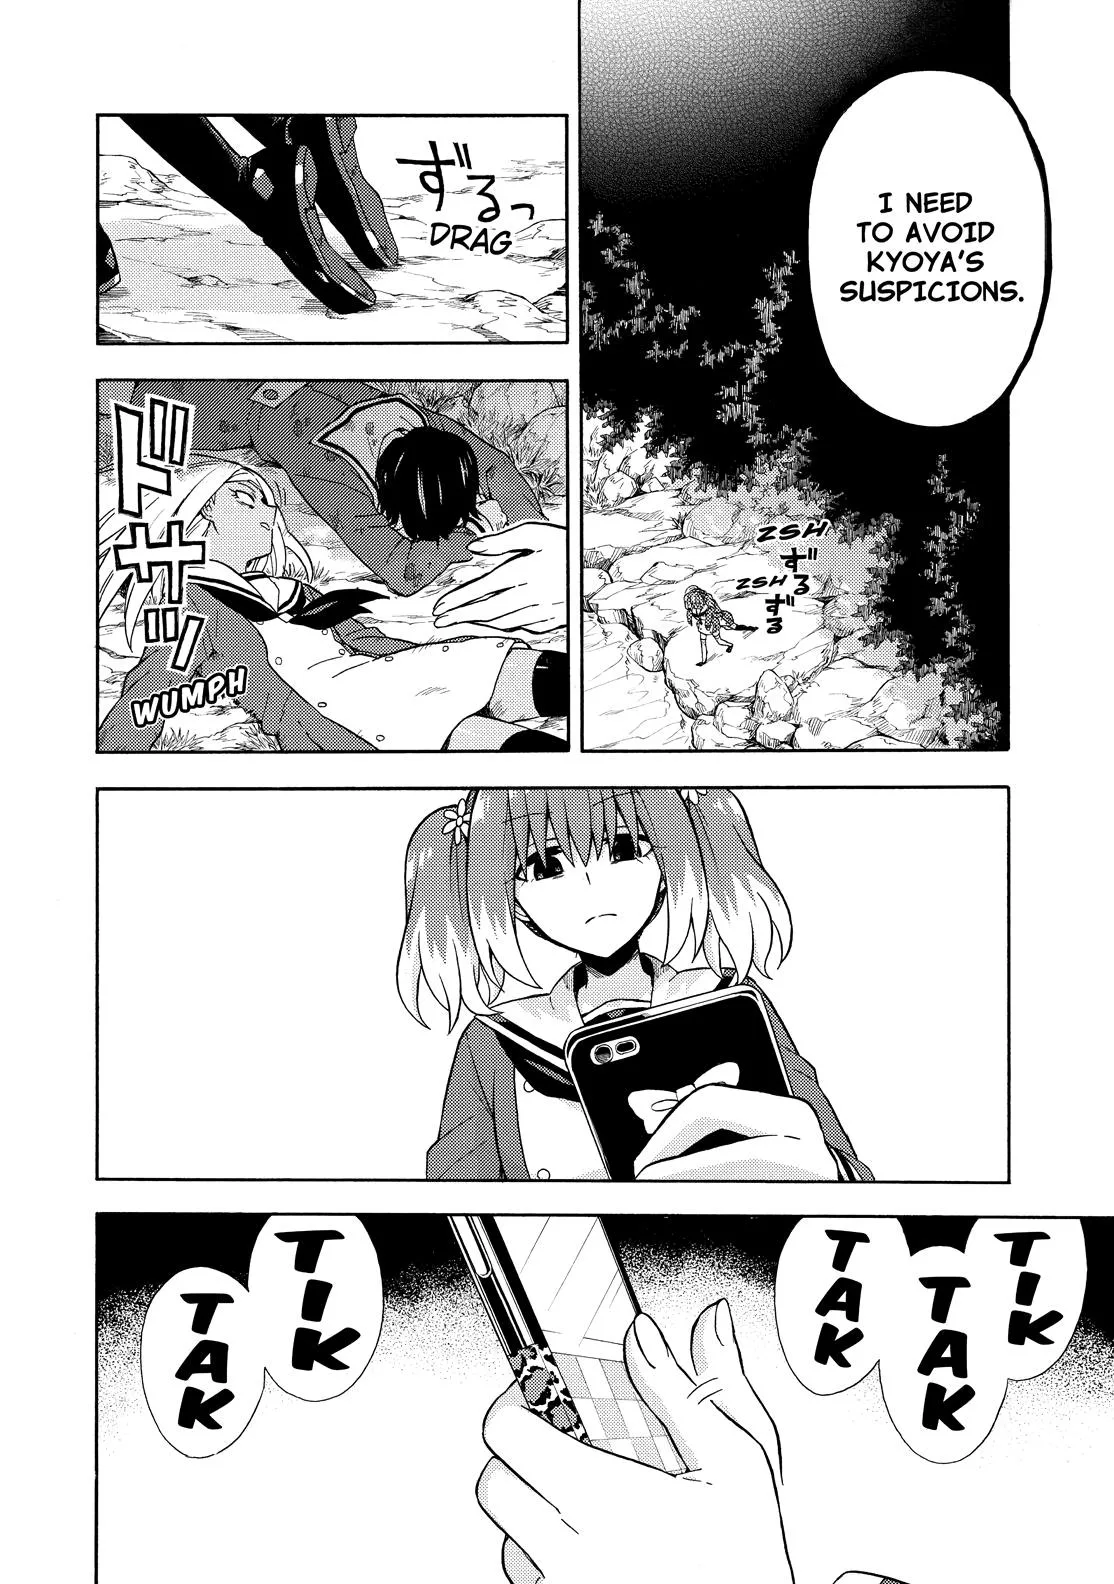 I NEED
TO AVOID
KYOYA'S
SUSPICIONS.
ZSH
ずる
ZSH
ずる
ずるっ
DRAG
ドサッ
WUMPH
TIK
TAK
TAK
TIK
TAK